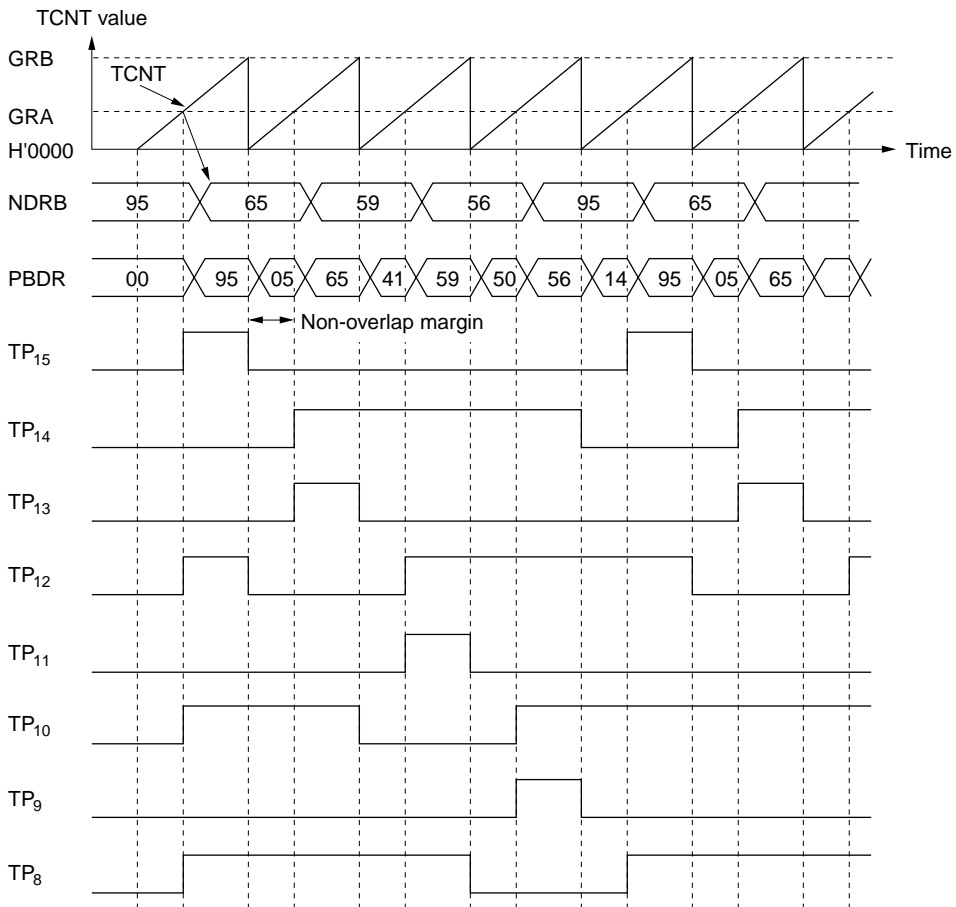 TCNT value
GRB
TCNT
GRA
H'0000
Time
NDRB 95 65 59 56 95 65
PBDR 00 95 05 65 41 59 50 56 14 95 05 65
Non-overlap margin
TP15
TP14
TP13
TP12
TP11
TP10
TP9
TP8